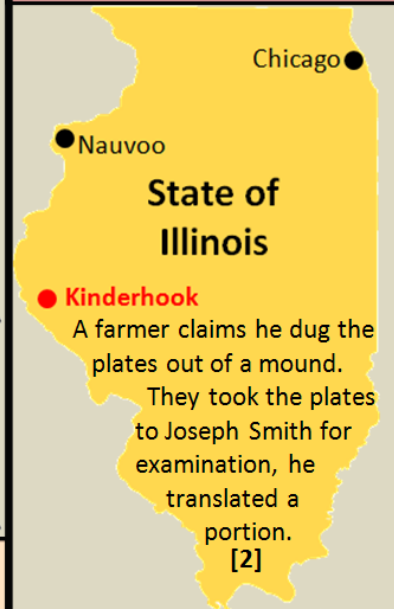 Chicago
Nauvoo
State of
Illinois
Kinderhook
A farmer claims he dug the
plates out of a mound.
They took the plates
to Joseph Smith for
examination, he
translated a
portion.
[2]